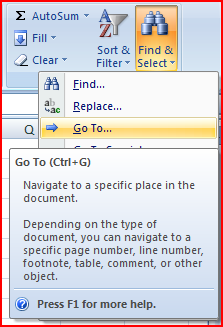 Σ AutoSum
Fill
Clear
Sort &
Filter
Find &
Select
Find...
Replace...
Go To...
Q
Go To (Ctrl+G)
Navigate to a specific place in the
document.
Depending on the type of
document, you can navigate to
a specific page number, line number,
footnote, table, comment, or other
object.
Press F1 for more help.